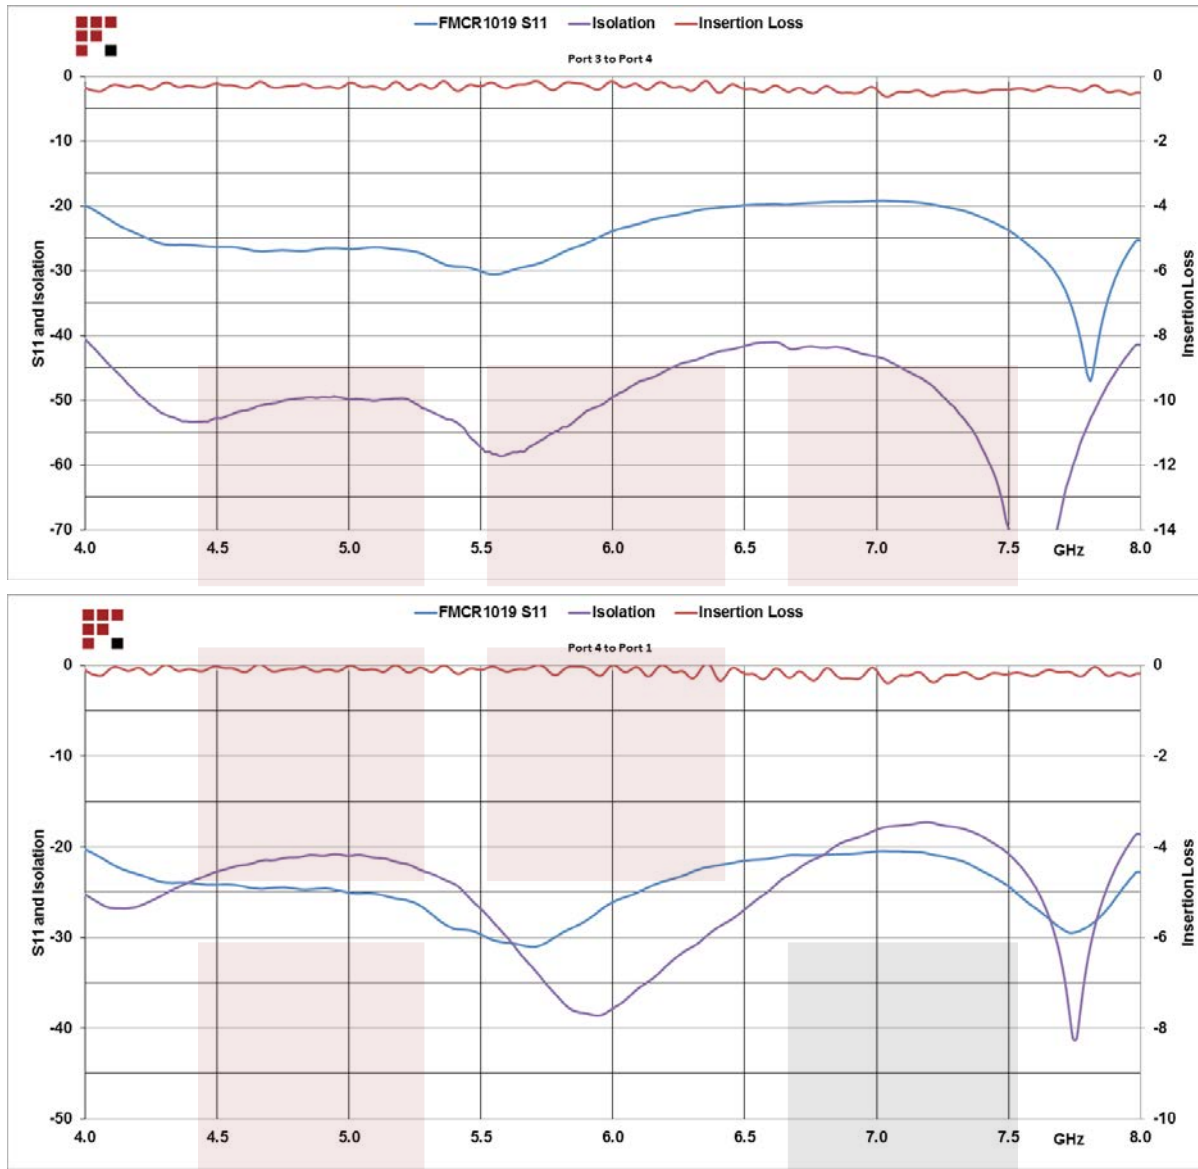 FMCR1019 S11 Isolation Insertion Loss
Port 3 to Port 4
0
-10
-20
-30
-40
-50
-60
-70
S11 and Isolation
0
-2
-4
-6
-8
-10
-12
-14
Insertion Loss
4.0 4.5 5.0 5.5 6.0 6.5 7.0 7.5 GHz 8.0
FMCR1019 S11 Isolation Insertion Loss
Port 4 to Port 1
0
-10
-20
-30
-40
-50
S11 and Isolation
0
-2
-4
-6
-8
-10
Insertion Loss
4.0 4.5 5.0 5.5 6.0 6.5 7.0 7.5 GHz 8.0